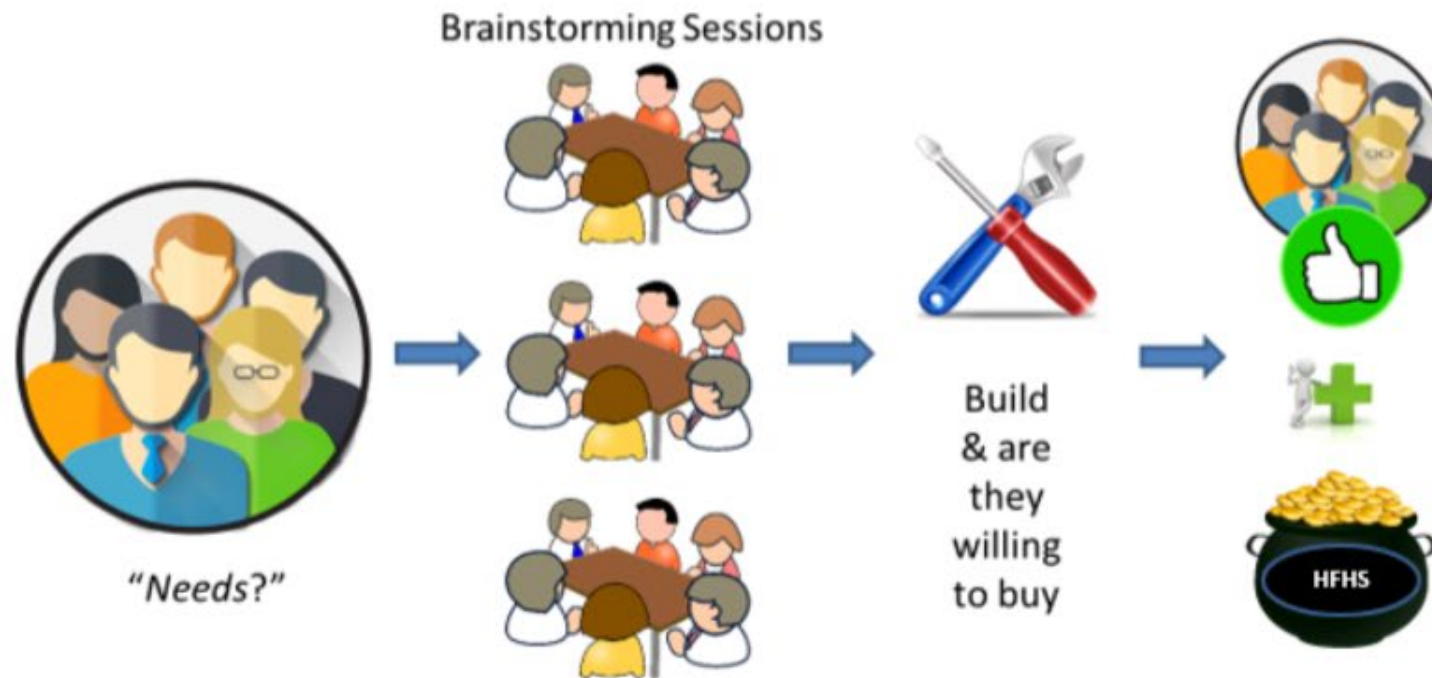 Brainstorming Sessions
“Needs?”
Build
& are
they
willing
to buy
HFHS